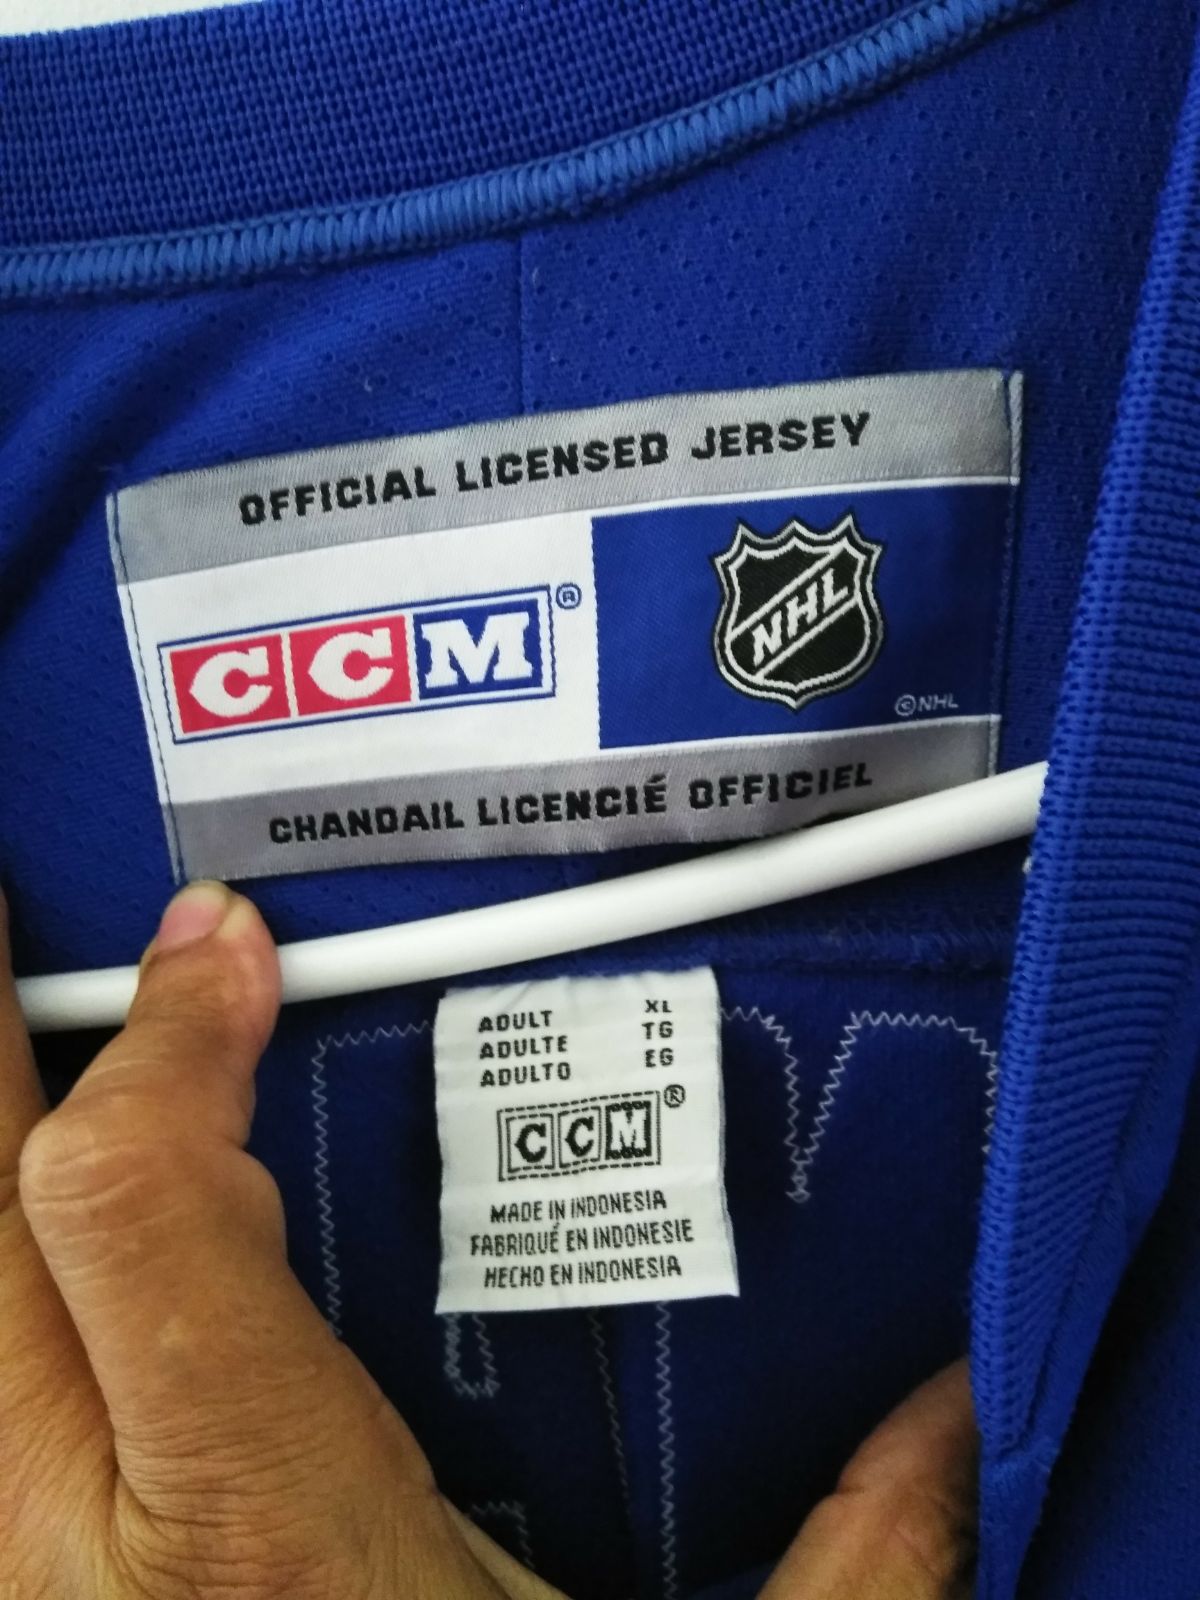 OFFICIAL LICENSED JERSEY
CCM®
NHL
©NHL
CHANDAIL LICENCIÉ OFFICIEL
ADULT XL
ADULTE TG
ADULTO EG
CCM®
MADE IN INDONESIA
FABRIQUÉ EN INDONESIE
HECHO EN INDONESIA